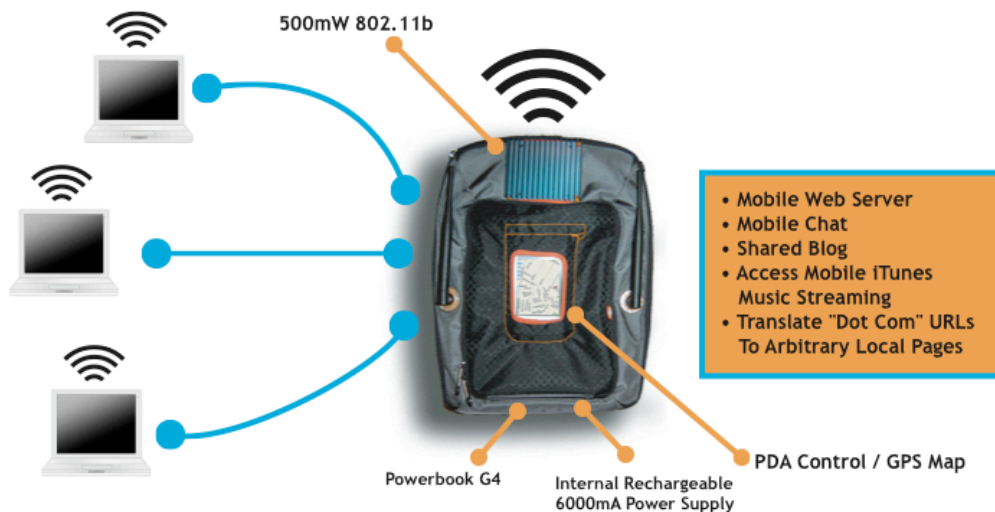 500mW 802.11b
• Mobile Web Server
• Mobile Chat
• Shared Blog
• Access Mobile iTunes
Music Streaming
• Translate "Dot Com" URLs
To Arbitrary Local Pages
PDA Control / GPS Map
Powerbook G4
Internal Rechargeable
6000mA Power Supply